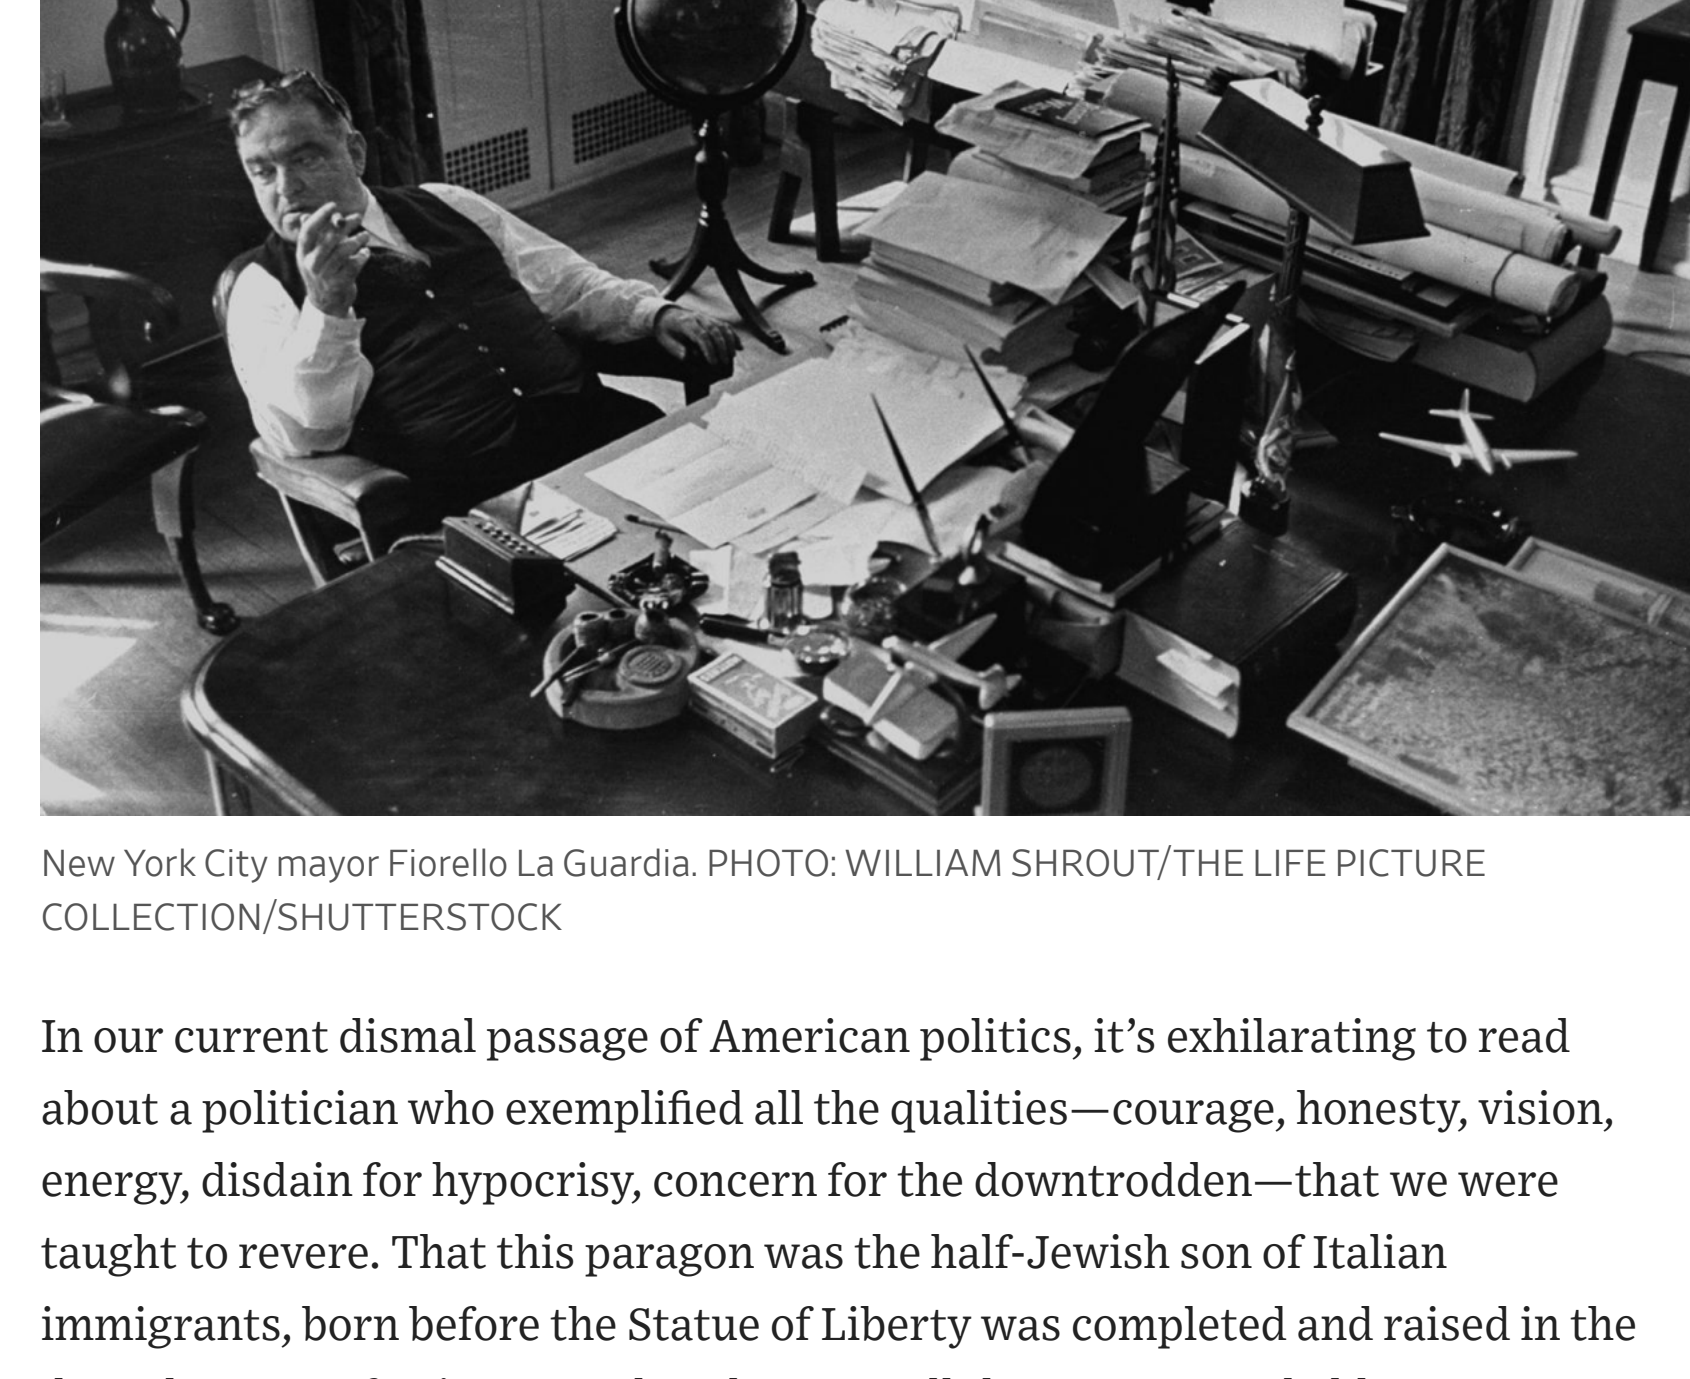 New York City mayor Fiorello La Guardia. PHOTO: WILLIAM SHROUT/THE LIFE PICTURE
COLLECTION/SHUTTERSTOCK
In our current dismal passage of American politics, it’s exhilarating to read
about a politician who exemplified all the qualities—courage, honesty, vision,
energy, disdain for hypocrisy, concern for the downtrodden—that we were
taught to revere. That this paragon was the half-Jewish son of Italian
immigrants, born before the Statue of Liberty was completed and raised in the